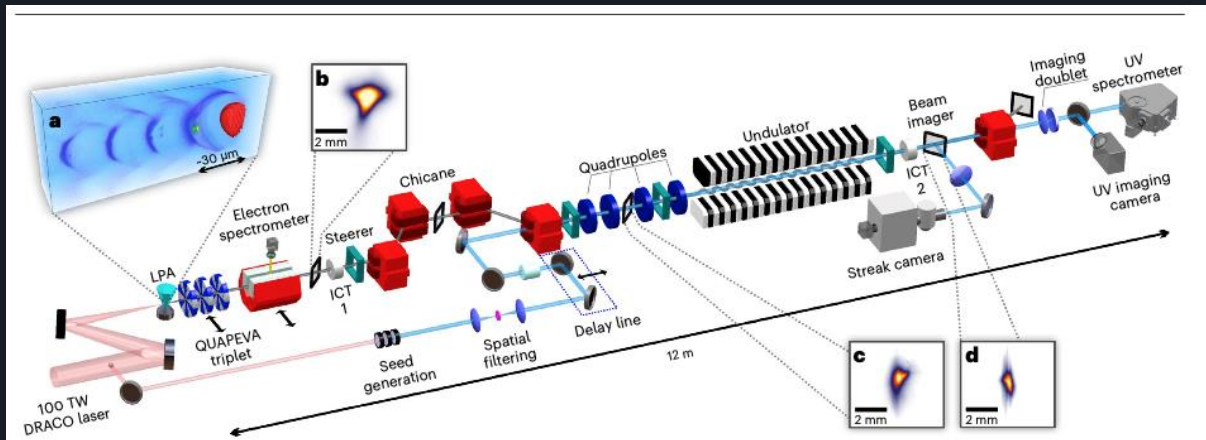 a
~30 µm
b
2 mm
Electron
spectrometer
LPA
QUAPEVA
triplet
100 TW
DRACO laser
ICT
1
Steerer
Chicane
Seed
generation
Spatial
filtering
Delay line
Quadrupoles
Undulator
12 m
Streak camera
ICT
2
Beam
imager
Imaging
doublet
UV
spectrometer
UV imaging
camera
c
2 mm
d
2 mm